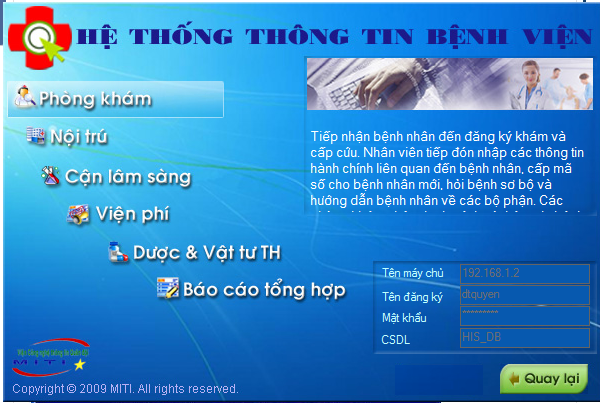 HỆ THỐNG THÔNG TIN BỆNH VIỆN
Phòng khám
Nội trú
Cận lâm sàng
Viện phí
Dược & Vật tư TH
Báo cáo tổng hợp
Tiếp nhận bệnh nhân đến đăng ký khám và
cấp cứu. Nhân viên tiếp đón nhập các thông tin
hành chính liên quan đến bệnh nhân, cấp mã
số cho bệnh nhân mới, hỏi bệnh sơ bộ và
hướng dẫn bệnh nhân về các bộ phận. Các
Tên máy chủ 192.168.1.2
Tên đăng ký dtquyen
Mật khẩu *********
CSDL HIS_DB
MITI
Copyright © 2009 MITI. All rights reserved.
Quay lại